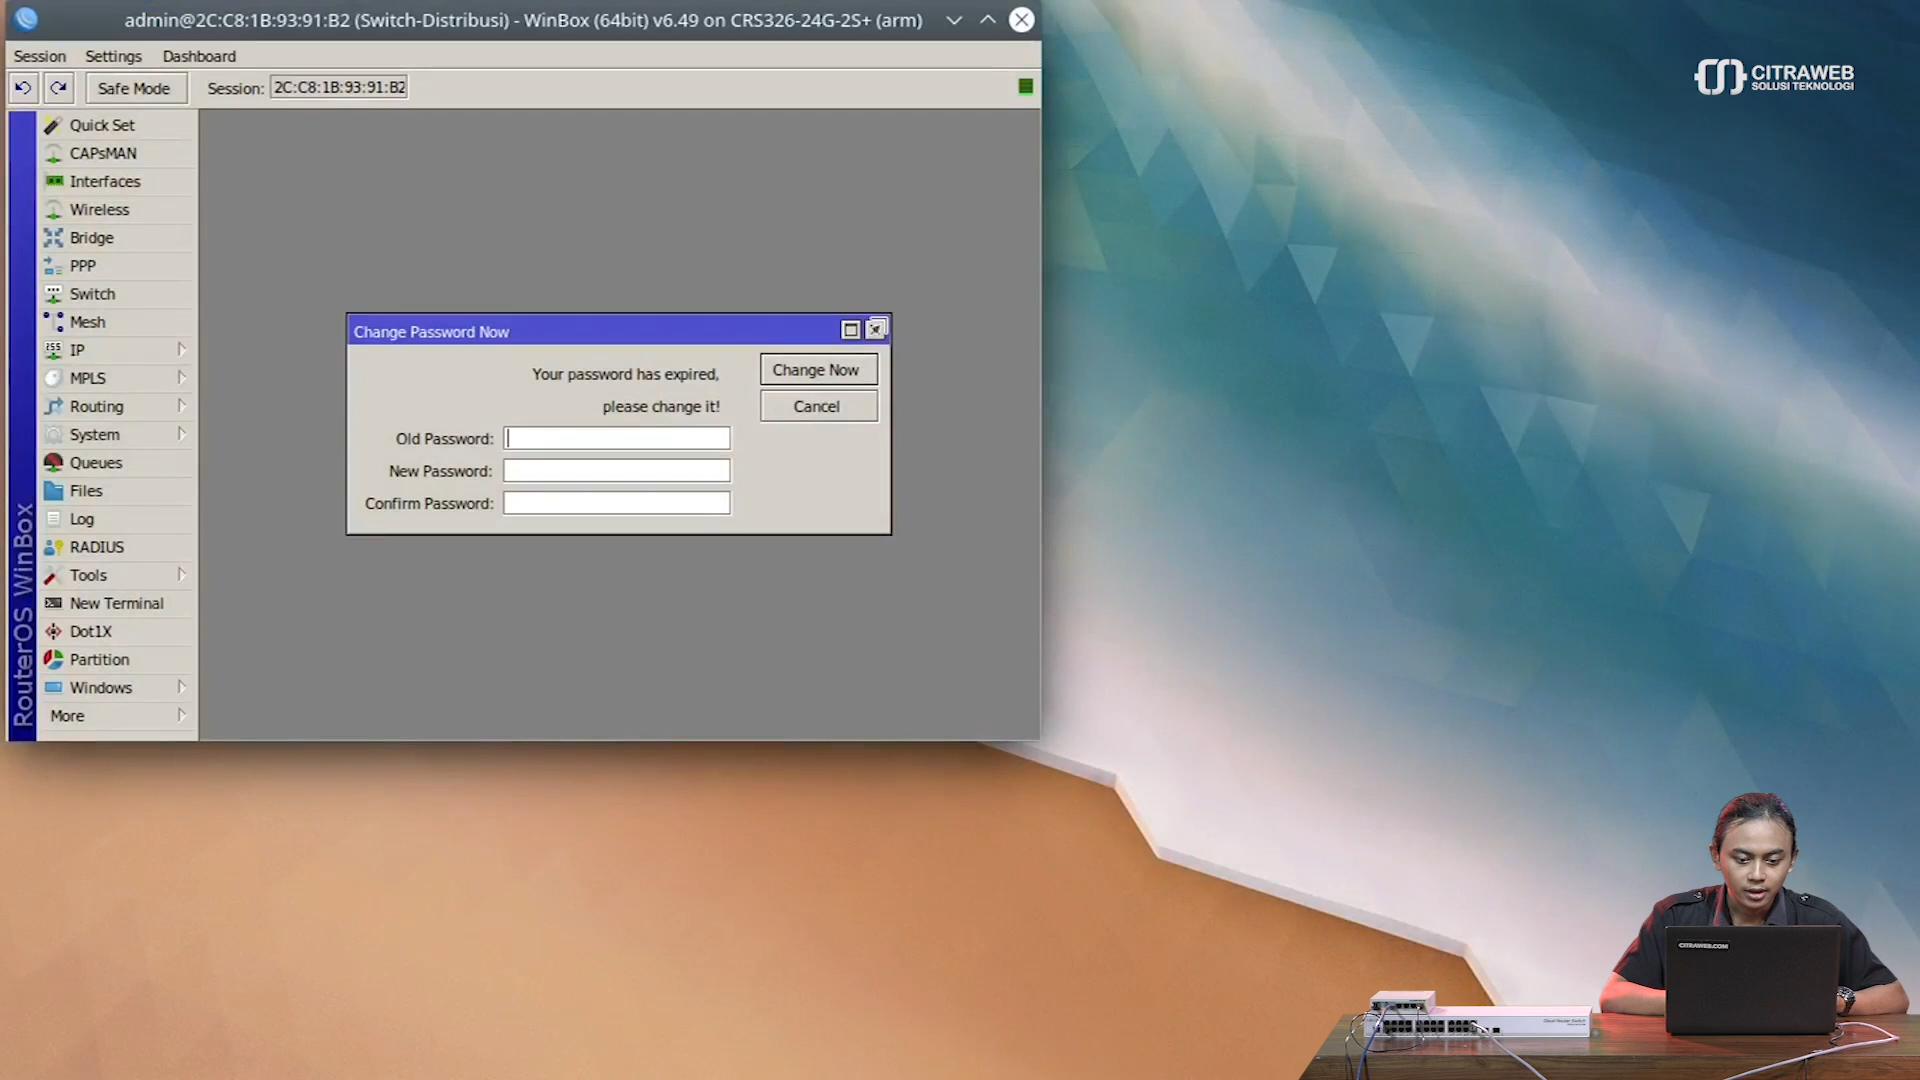 admin@2C:C8:1B:93:91:B2 (Switch-Distribusi) - WinBox (64bit) v6.49 on CRS326-24G-2S+ (arm)
Session Settings Dashboard
Safe Mode Session: 2C:C8:1B:93:91:B2
CITRAWEB
SOLUSI TEKNOLOGI
RouterOS WinBox
Quick Set
CAPsMAN
Interfaces
Wireless
Bridge
PPP
Switch
Mesh
255
IP
MPLS
Routing
System
Queues
Files
Log
RADIUS
Tools
New Terminal
Dot1X
Partition
Windows
More
Change Password Now
Your password has expired,
please change it!
Change Now
Cancel
Old Password:
New Password:
Confirm Password:
CITRAWEB.COM